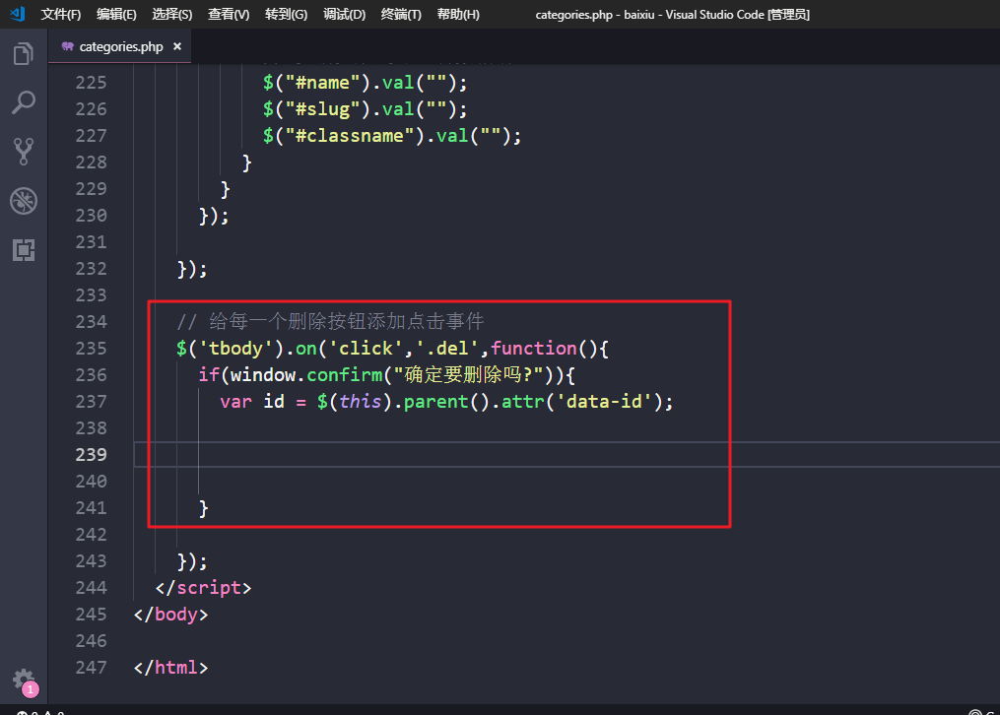 文件(F) 编辑(E) 选择(S) 查看(V) 转到(G) 调试(D) 终端(T) 帮助(H) categories.php - baixiu - Visual Studio Code [管理员]
categories.php ×
225 $("#name").val("");
226 $("#slug").val("");
227 $("#classname").val("");
228 }
229 }
230 });
231
232 });
233
234 // 给每一个删除按钮添加点击事件
235 $('tbody').on('click','.del',function(){
236 if(window.confirm("确定要删除吗?")){
237 var id = $(this).parent().attr('data-id');
238
239
240
241 }
242
243 });
244 </script>
245 </body>
246
247 </html>
1